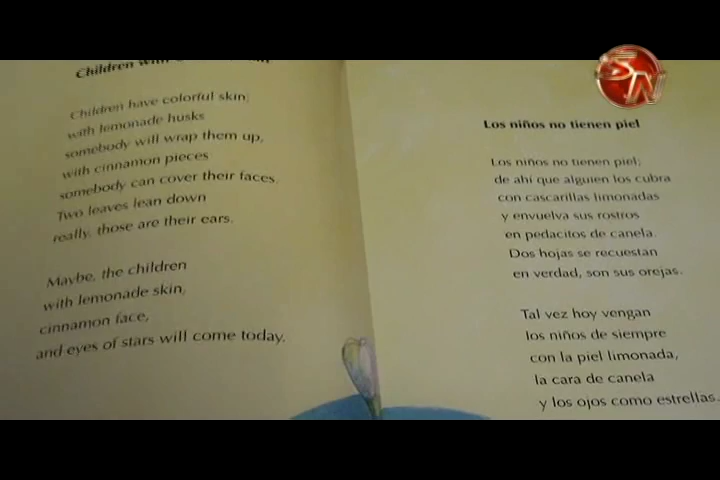 Children
Children have colorful skin;
with lemonade husks
somebody will wrap them up,
with cinnamon pieces
somebody can cover their faces.
Two leaves lean down
really, those are their ears.
Maybe, the children
with lemonade skin,
cinnamon face,
and eyes of stars will come today.
SN
Los niños no tienen piel
Los niños no tienen piel;
de ahí que alguien los cubra
con cascarillas limonadas
y envuelva sus rostros
en pedacitos de canela.
Dos hojas se recuestan
en verdad, son sus orejas.
Tal vez hoy vengan
los niños de siempre
con la piel limonada,
la cara de canela
y los ojos como estrellas.